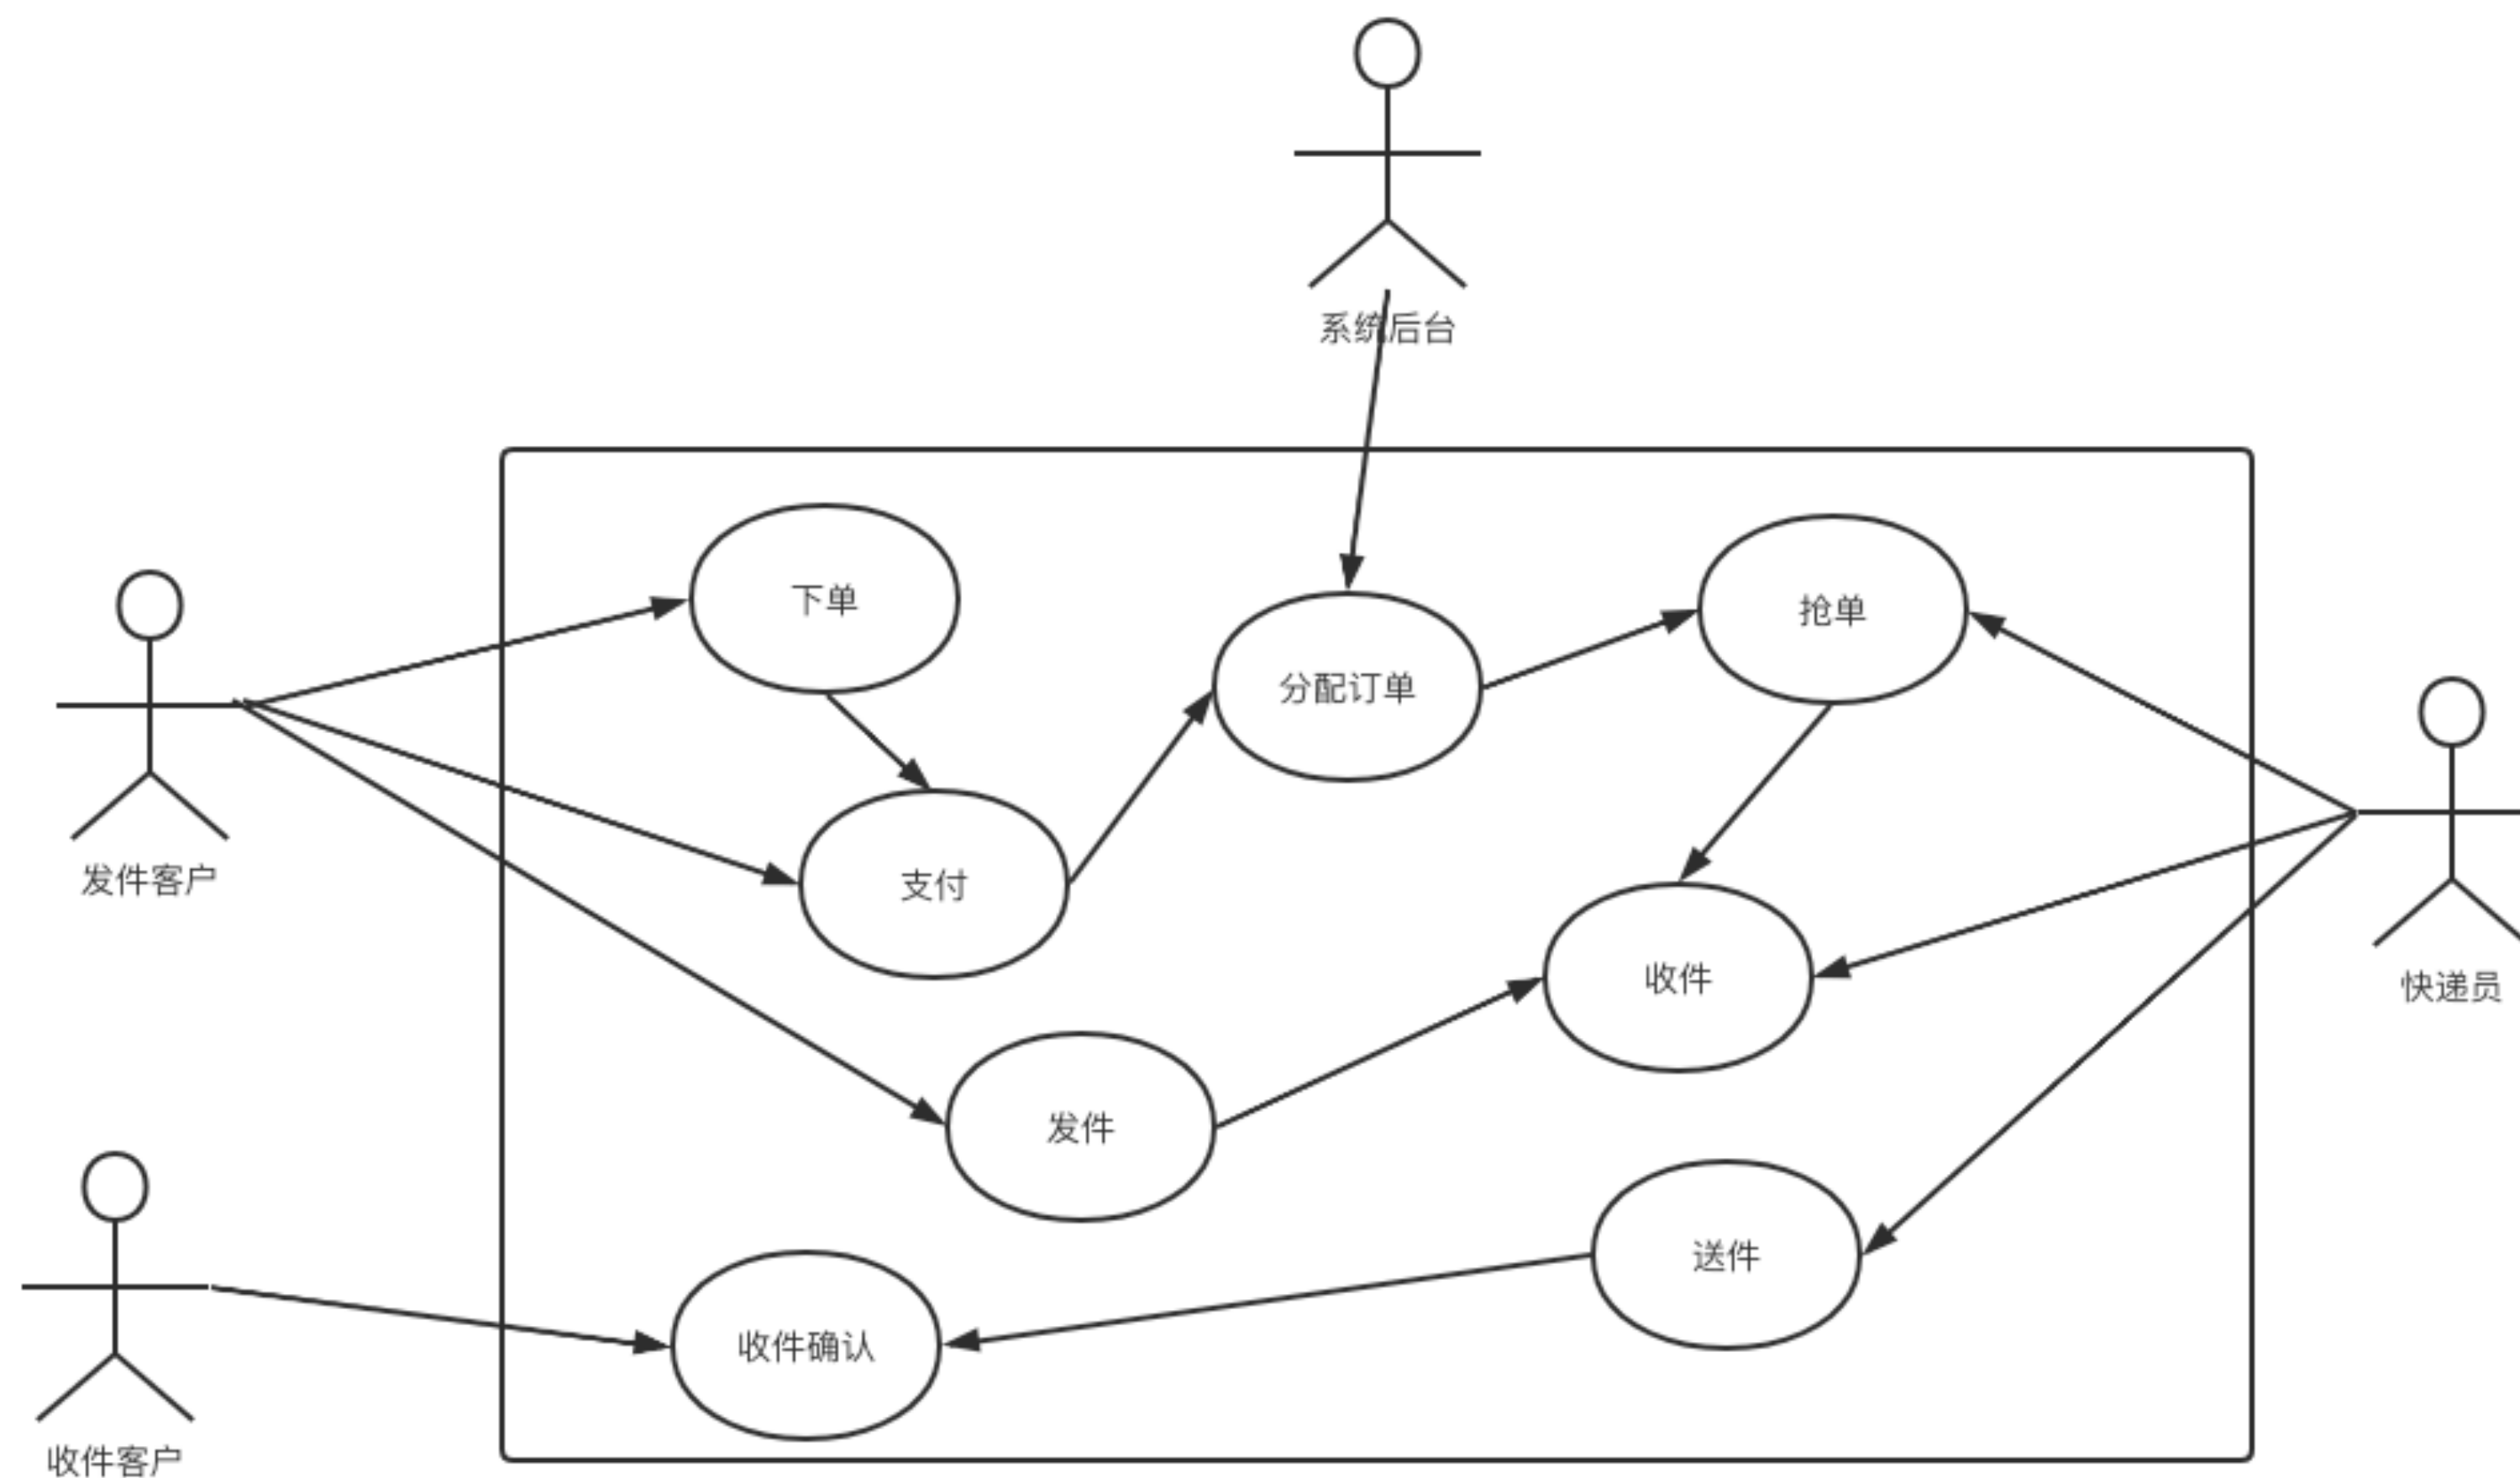 系统后台
下单
抢单
分配订单
发件客户
支付
收件
快递员
发件
送件
收件确认
收件客户